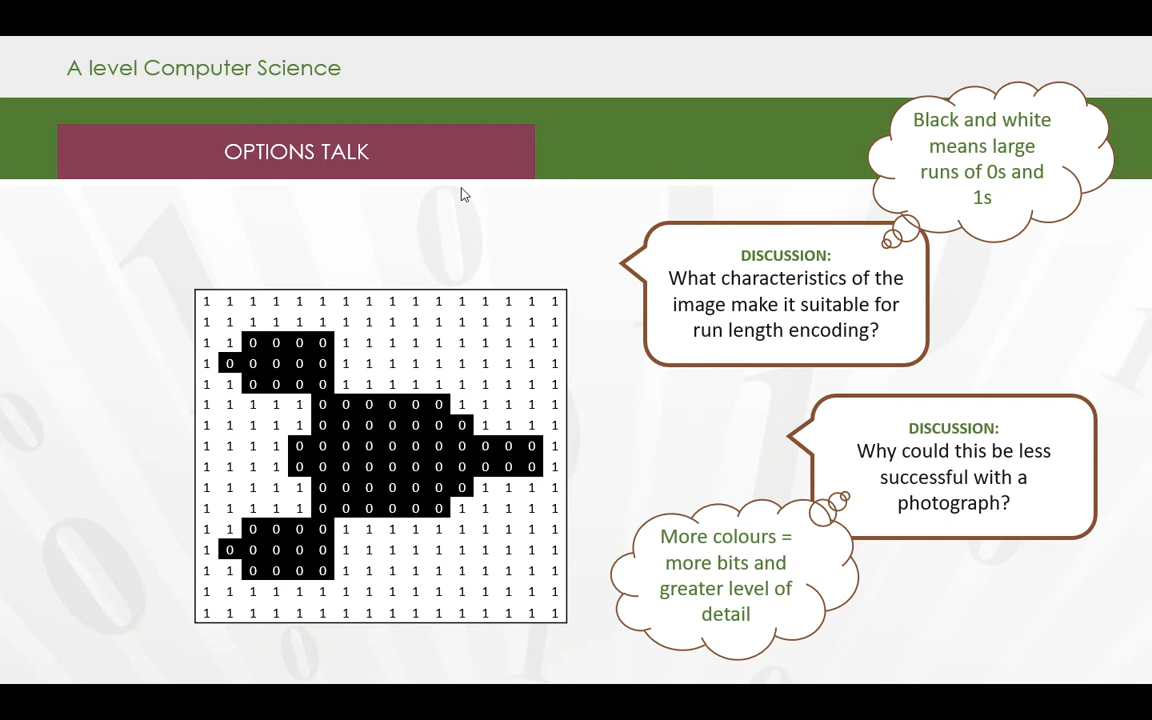 A level Computer Science
OPTIONS TALK
Black and white
means large
runs of 0s and
1s
DISCUSSION:
What characteristics of the
image make it suitable for
run length encoding?
1 1 1 1 1 1 1 1 1 1 1 1 1 1 1 1
1 1 1 1 1 1 1 1 1 1 1 1 1 1 1 1
1 1 0 0 0 0 1 1 1 1 1 1 1 1 1 1
1 0 0 0 0 0 1 1 1 1 1 1 1 1 1 1
1 1 0 0 0 0 1 1 1 1 1 1 1 1 1 1
1 1 1 1 1 0 0 0 0 0 0 1 1 1 1 1
1 1 1 1 1 0 0 0 0 0 0 0 1 1 1 1
1 1 1 1 0 0 0 0 0 0 0 0 0 0 0 1
1 1 1 1 0 0 0 0 0 0 0 0 0 0 0 1
1 1 1 1 1 0 0 0 0 0 0 0 1 1 1 1
1 1 1 1 1 0 0 0 0 0 0 1 1 1 1 1
1 1 0 0 0 0 1 1 1 1 1 1 1 1 1 1
1 0 0 0 0 0 1 1 1 1 1 1 1 1 1 1
1 1 0 0 0 0 1 1 1 1 1 1 1 1 1 1
1 1 1 1 1 1 1 1 1 1 1 1 1 1 1 1
1 1 1 1 1 1 1 1 1 1 1 1 1 1 1 1
DISCUSSION:
Why could this be less
successful with a
photograph?
More colours =
more bits and
greater level of
detail